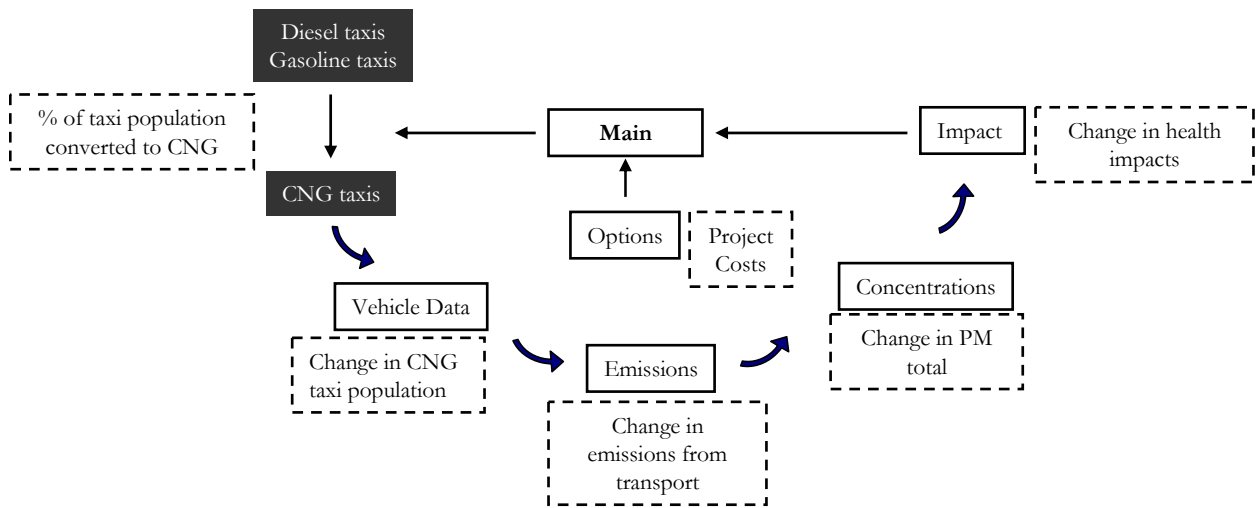 Diesel taxis
Gasoline taxis
% of taxi population
converted to CNG
Main
Impact
Change in health
impacts
CNG taxis
Options
Project
Costs
Vehicle Data
Concentrations
Change in CNG
taxi population
Emissions
Change in PM
total
Change in
emissions from
transport